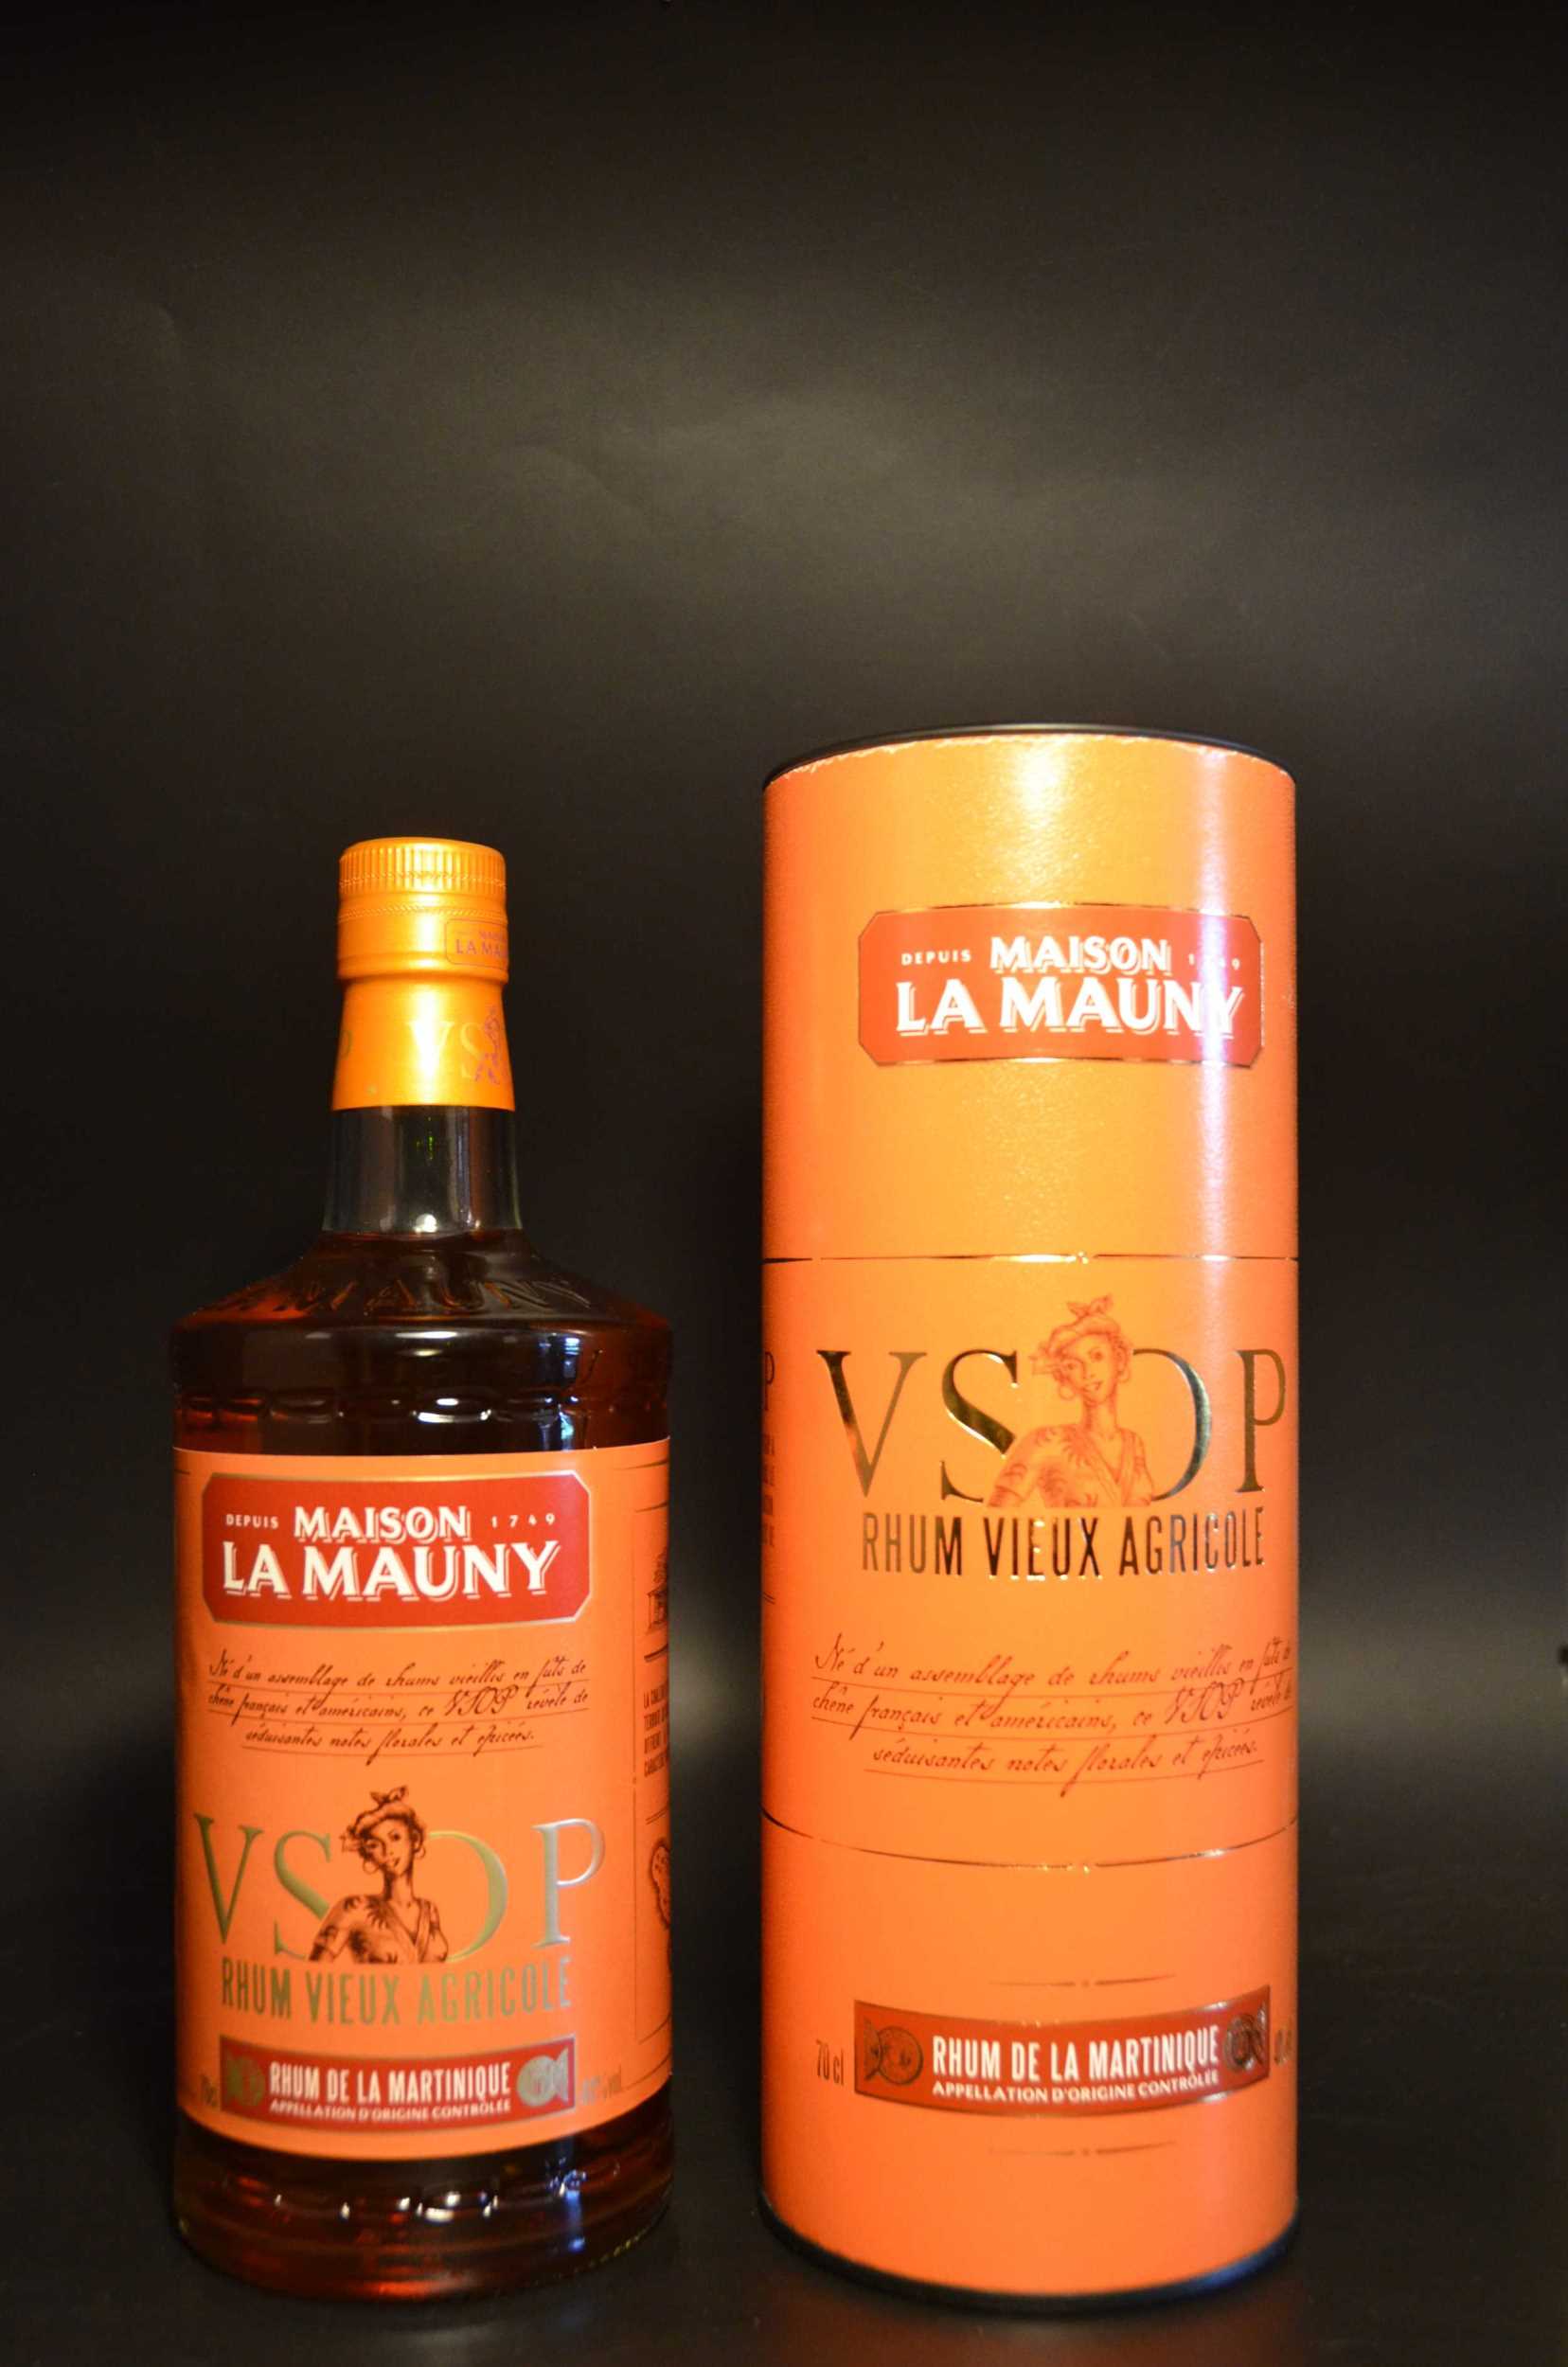 LA MAUNY
DEPUIS MAISON 1749
LA MAUNY
Né d'un assemblage de rhums vieillis en fûts de
chêne français et américains, ce VSOP révèle de
séduisantes notes florales et épicées.
VSOP
RHUM VIEUX AGRICOLE
RHUM DE LA MARTINIQUE
APPELLATION D'ORIGINE CONTRÔLÉE
DEPUIS MAISON 1749
LA MAUNY
VSOP
RHUM VIEUX AGRICOLE
Né d'un assemblage de rhums vieillis en fûts de
chêne français et américains, ce VSOP révèle de
séduisantes notes florales et épicées.
70 cl
RHUM DE LA MARTINIQUE
APPELLATION D'ORIGINE CONTRÔLÉE